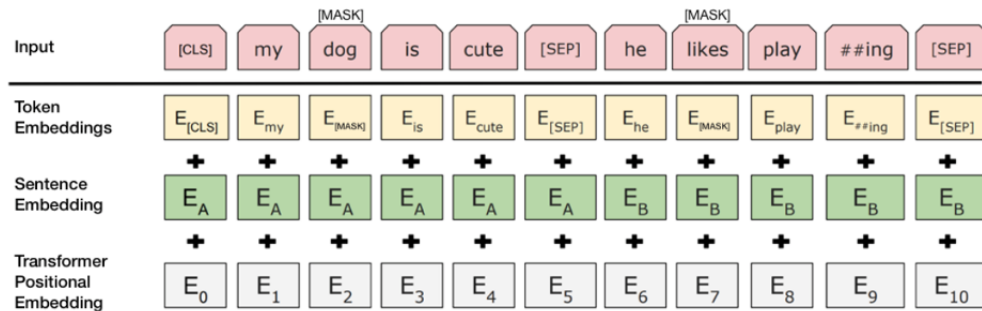 [MASK] [MASK]
Input [CLS] my dog is cute [SEP] he likes play ##ing [SEP]
Token Embeddings E[CLS] Emy E[MASK] Eis Ecute E[SEP] Ehe E[MASK] Eplay E##ing E[SEP]
+ + + + + + + + + + +
Sentence Embedding EA EA EA EA EA EA EB EB EB EB EB
+ + + + + + + + + + +
Transformer Positional Embedding E0 E1 E2 E3 E4 E5 E6 E7 E8 E9 E10